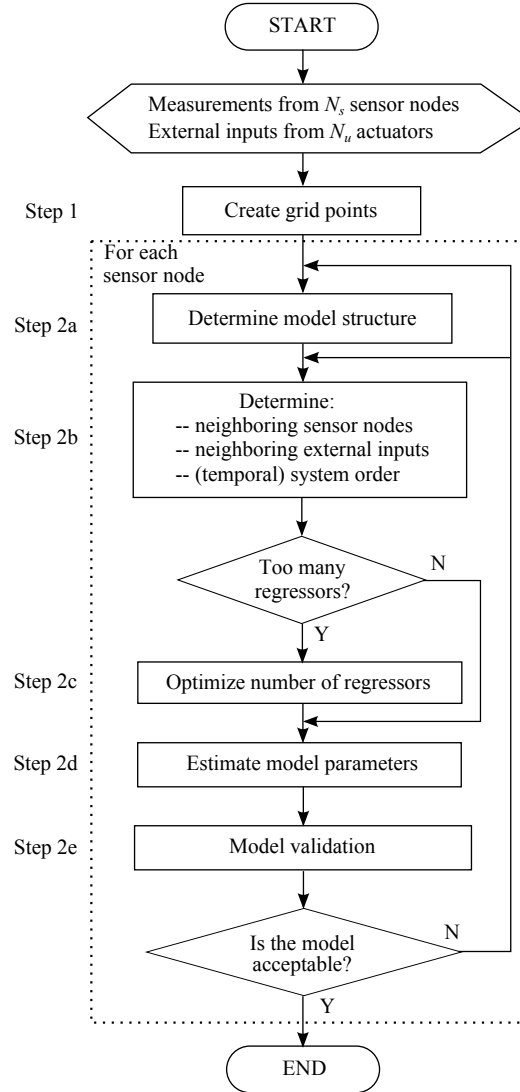 START
Measurements from Nₛ sensor nodes
External inputs from Nᵤ actuators
Step 1
Create grid points
For each
sensor node
Step 2a
Determine model structure
Step 2b
Determine:
-- neighboring sensor nodes
-- neighboring external inputs
-- (temporal) system order
Too many
regressors?
N
Y
Step 2c
Optimize number of regressors
Step 2d
Estimate model parameters
Step 2e
Model validation
Is the model
acceptable?
N
Y
END